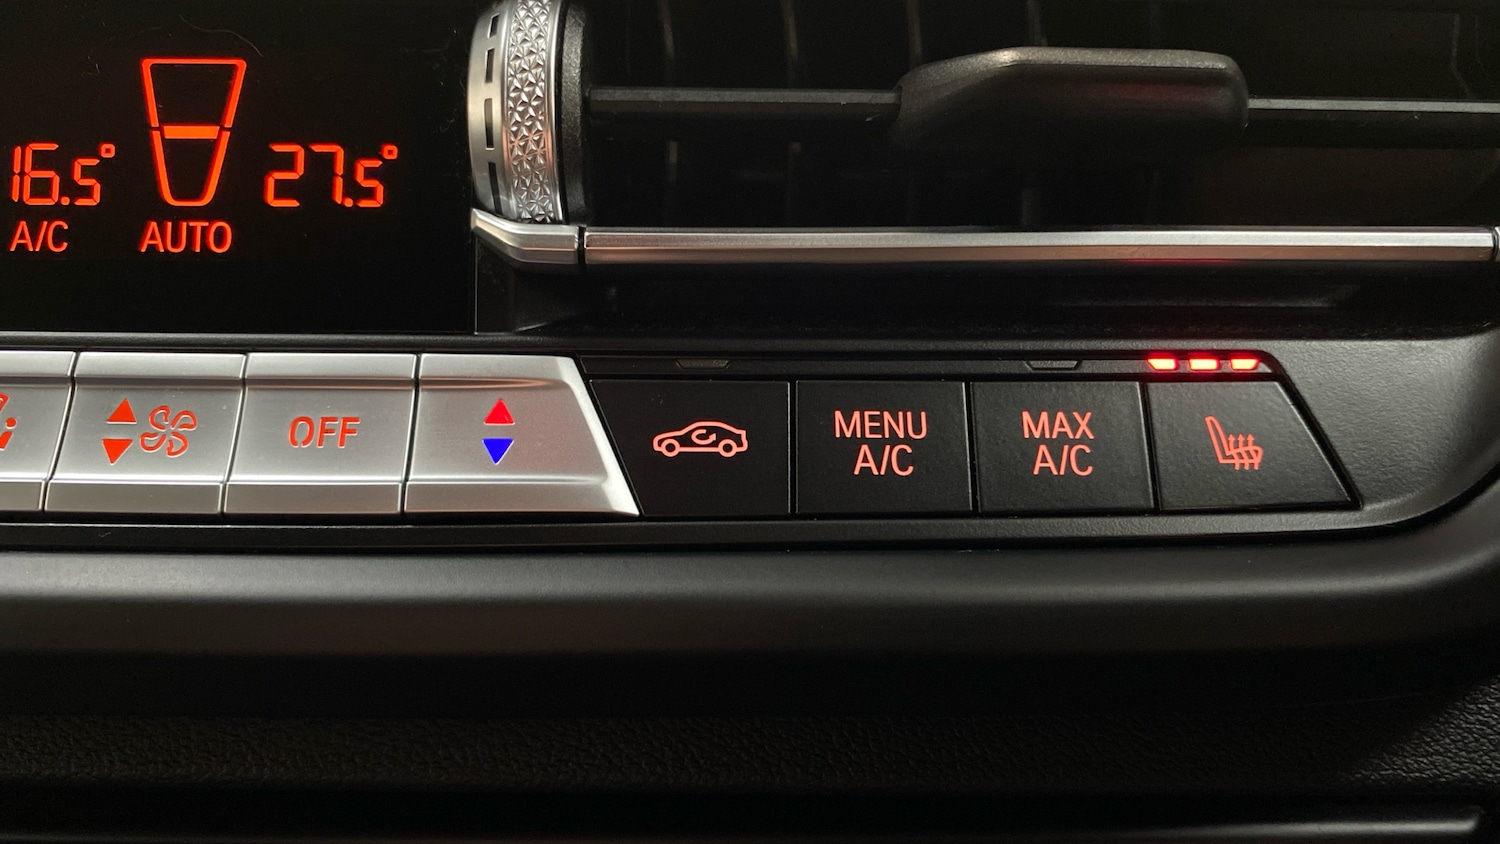 16.5° 27.5°
A/C AUTO
OFF
MENU
A/C
MAX
A/C